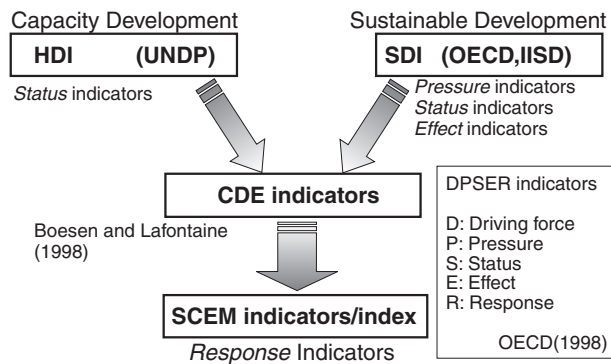 Capacity Development
HDI (UNDP)
Status indicators
Sustainable Development
SDI (OECD,IISD)
Pressure indicators
Status indicators
Effect indicators
CDE indicators
Boesen and Lafontaine
(1998)
SCEM indicators/index
Response Indicators
DPSER indicators
D: Driving force
P: Pressure
S: Status
E: Effect
R: Response
OECD(1998)